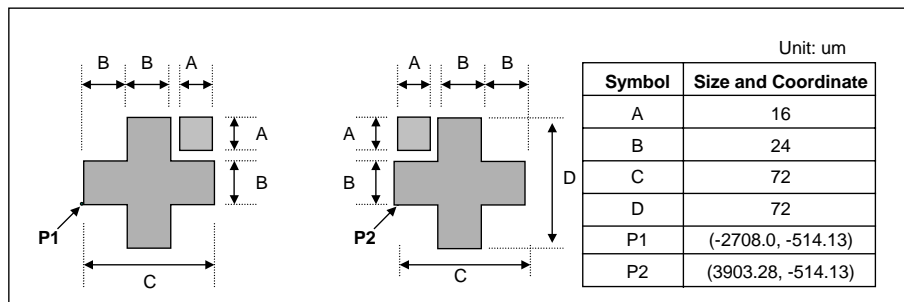 Unit: um
B B A
A B B
Symbol Size and Coordinate
A 16
B 24
C 72
D 72
P1 (-2708.0, -514.13)
P2 (3903.28, -514.13)
A
B
A
B
D
P1
P2
C
C